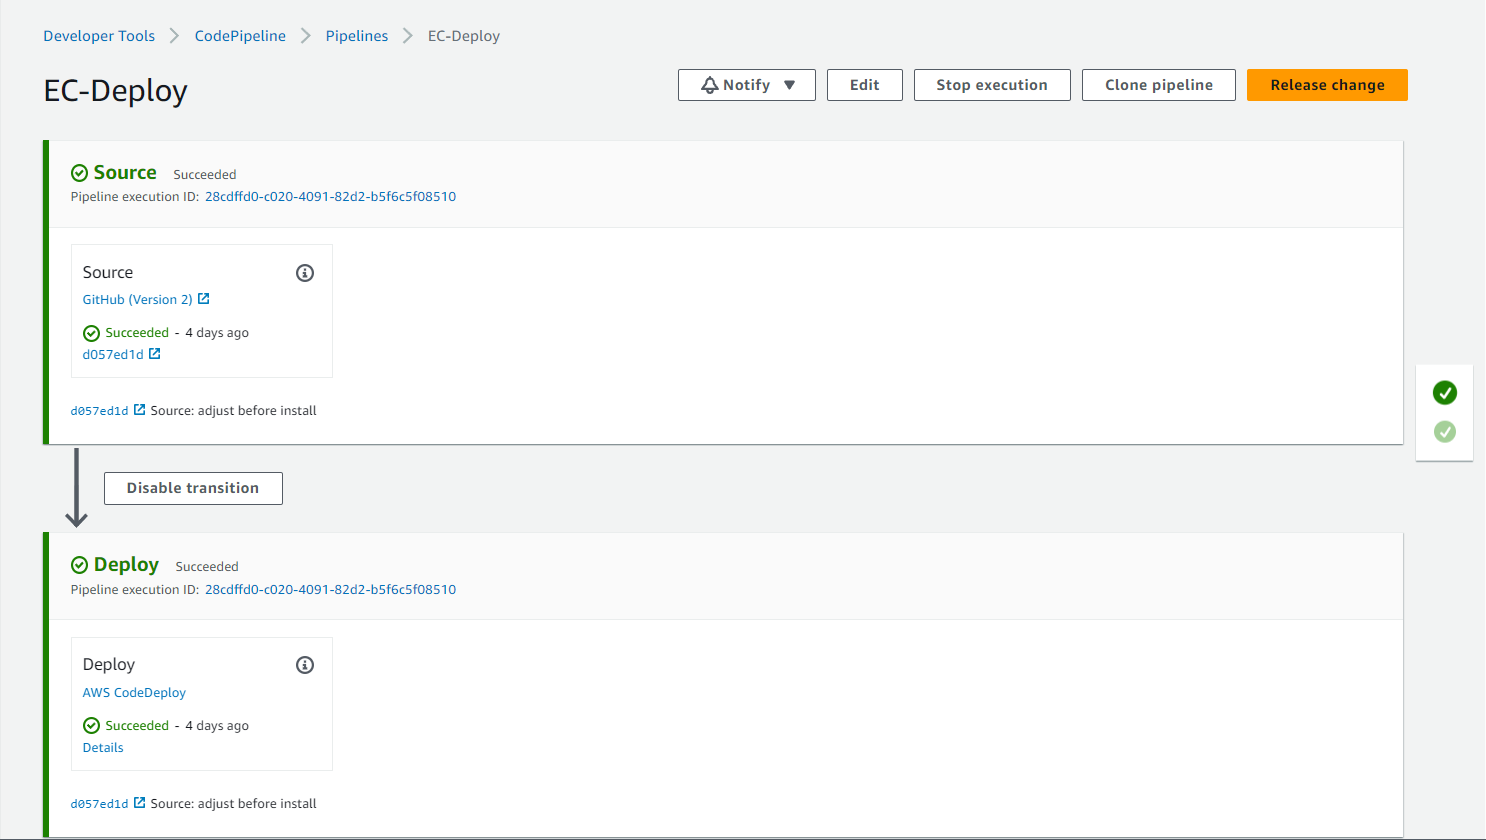 Developer Tools
CodePipeline
Pipelines
EC-Deploy
EC-Deploy
Notify
Edit
Stop execution
Clone pipeline
Release change
Source Succeeded
Pipeline execution ID: 28cdffd0-c020-4091-82d2-b5f6c5f08510
Source
GitHub (Version 2)
Succeeded - 4 days ago
d057ed1d
d057ed1d Source: adjust before install
Disable transition
Deploy Succeeded
Pipeline execution ID: 28cdffd0-c020-4091-82d2-b5f6c5f08510
Deploy
AWS CodeDeploy
Succeeded - 4 days ago
Details
d057ed1d Source: adjust before install